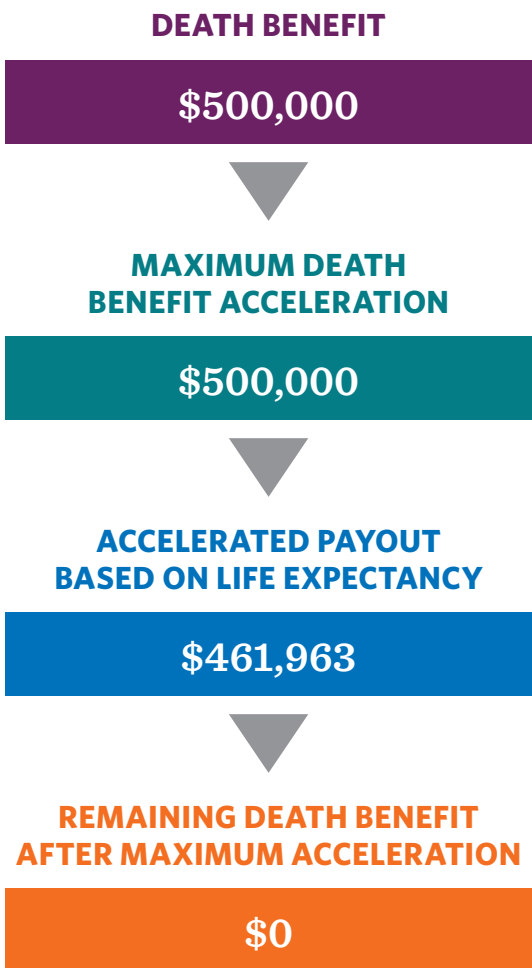 DEATH BENEFIT
$500,000
MAXIMUM DEATH
BENEFIT ACCELERATION
$500,000
ACCELERATED PAYOUT
BASED ON LIFE EXPECTANCY
$461,963
REMAINING DEATH BENEFIT
AFTER MAXIMUM ACCELERATION
$0